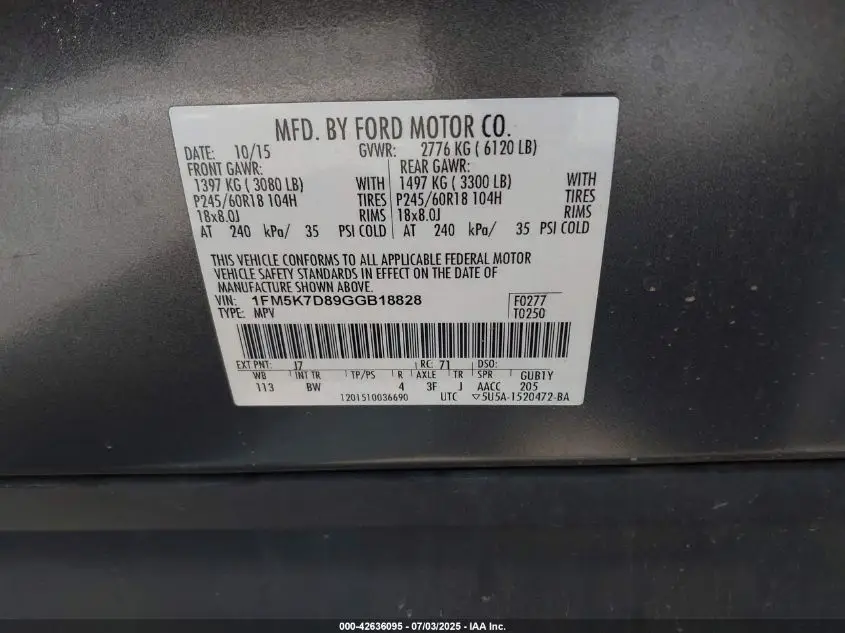 MFD. BY FORD MOTOR CO.
DATE: 10/15 GVWR: 2776 KG ( 6120 LB)
FRONT GAWR: REAR GAWR:
1397 KG ( 3080 LB) WITH 1497 KG ( 3300 LB) WITH
P245/60R18 104H TIRES P245/60R18 104H TIRES
18x8.0J RIMS 18x8.0J RIMS
AT 240 kPa/ 35 PSI COLD AT 240 kPa/ 35 PSI COLD
THIS VEHICLE CONFORMS TO ALL APPLICABLE FEDERAL MOTOR
VEHICLE SAFETY STANDARDS IN EFFECT ON THE DATE OF
MANUFACTURE SHOWN ABOVE.
VIN: 1FM5K7D89GGB18828 F0277
TYPE: MPV T0250
EXT PNT: J7 RC: 71 DSO:
WB INT TR TP/PS R AXLE TR SPR GUB1Y
113 BW 4 3F J AACC 205
1201510036690 UTC ▽5U5A-1520472-BA
000-42636095 - 07/03/2025 - IAA Inc.